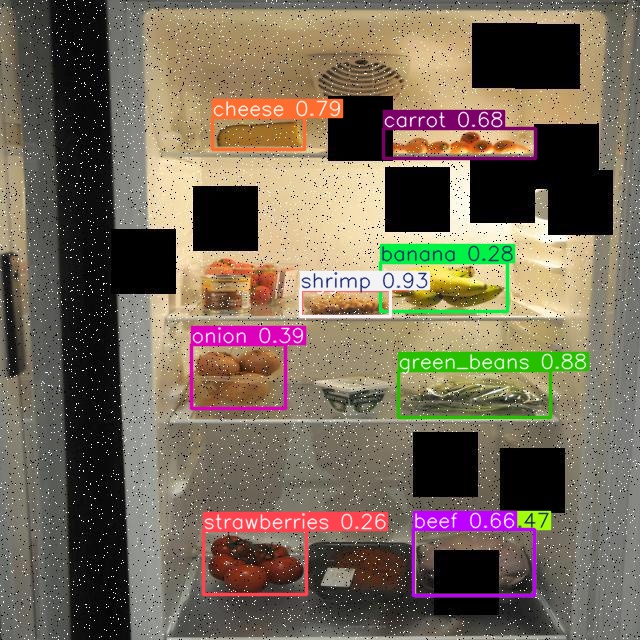 cheese 0.79
carrot 0.68
banana 0.28
shrimp 0.93
onion 0.39
green_beans 0.88
strawberries 0.26
beef 0.66
47